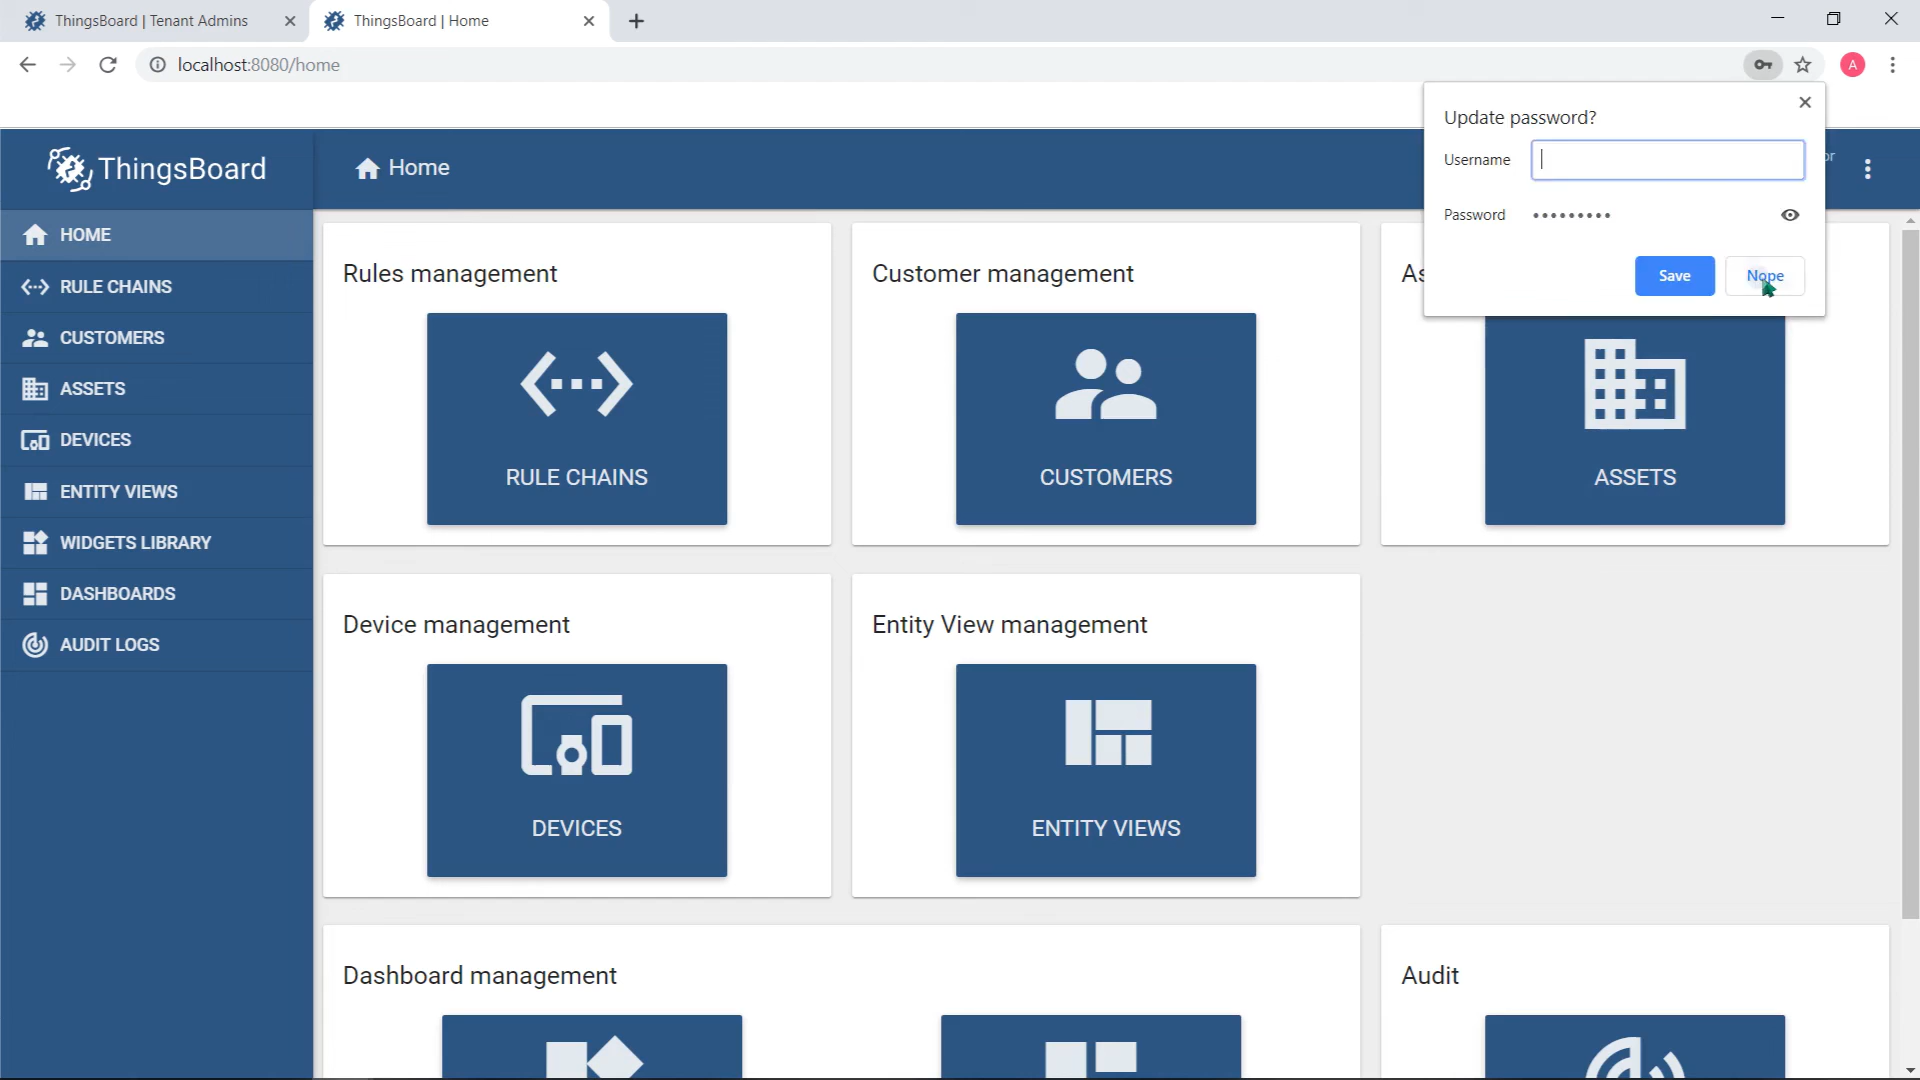 ThingsBoard | Tenant Admins
ThingsBoard | Home
localhost:8080/home
A
Update password?
Username
Password
Save
Nope
ThingsBoard
Home
or
HOME
RULE CHAINS
CUSTOMERS
ASSETS
DEVICES
ENTITY VIEWS
WIDGETS LIBRARY
DASHBOARDS
AUDIT LOGS
Rules management
RULE CHAINS
Customer management
CUSTOMERS
As
ASSETS
Device management
DEVICES
Entity View management
ENTITY VIEWS
Dashboard management
Audit